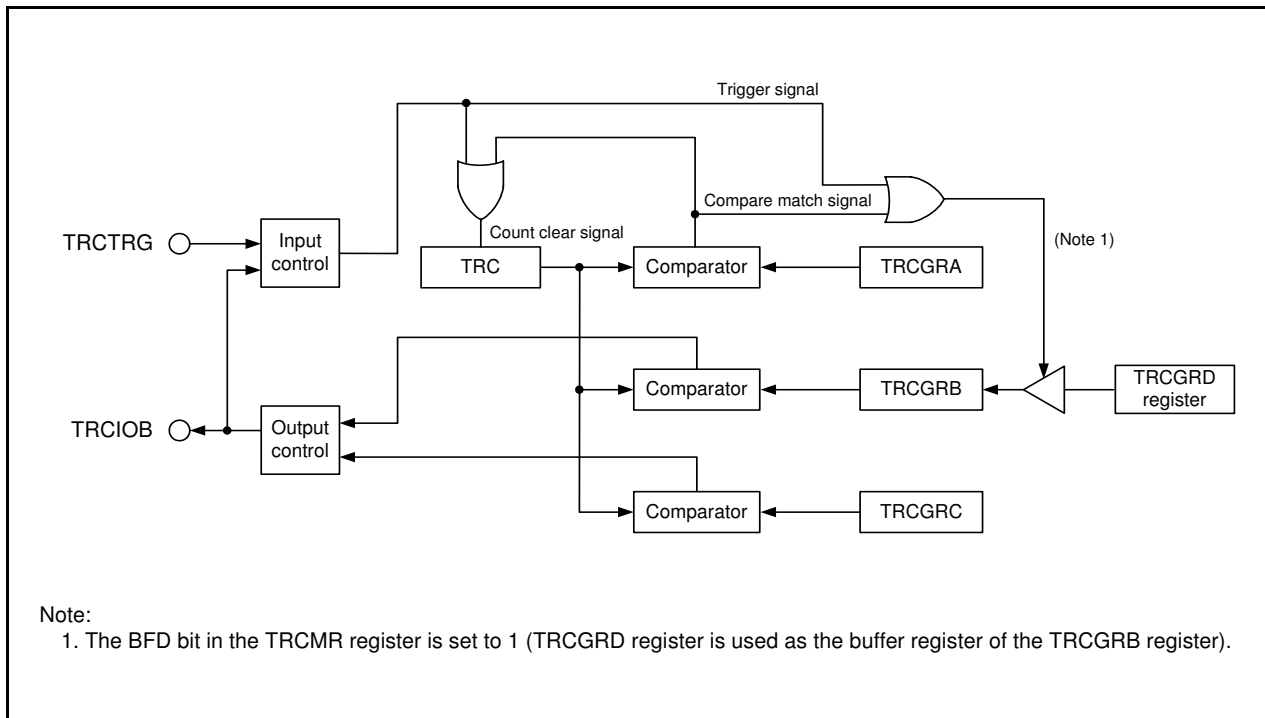 Trigger signal
Compare match signal
TRCTRG
Input
control
Count clear signal
(Note 1)
TRC
Comparator
TRCGRA
TRCIOB
Output
control
Comparator
TRCGRB
TRCGRD
register
Comparator
TRCGRC
Note:
1. The BFD bit in the TRCMR register is set to 1 (TRCGRD register is used as the buffer register of the TRCGRB register).